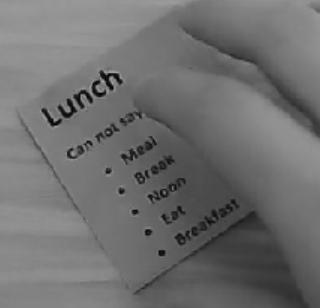 Lunch
Can not say
• Meal
• Break
• Noon
• Eat
• Breakfast